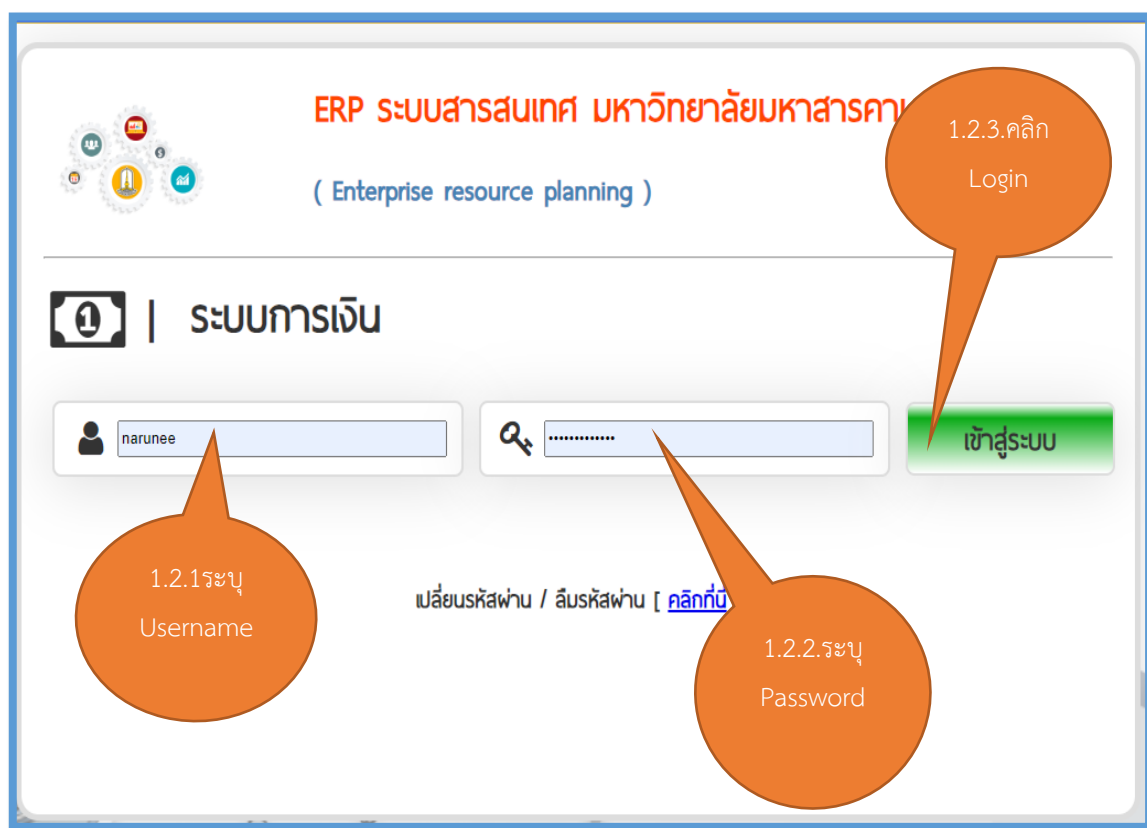 ERP ระบบสารสนเทศ มหาวิทยาลัยมหาสารคา
( Enterprise resource planning )
1.2.3.คลิก
Login
| ระบบการเงิน
narunee
เข้าสู่ระบบ
1.2.1ระบุ
Username
เปลี่ยนรหัสผ่าน / ลืมรหัสผ่าน [ คลิกที่นี่
1.2.2.ระบุ
Password